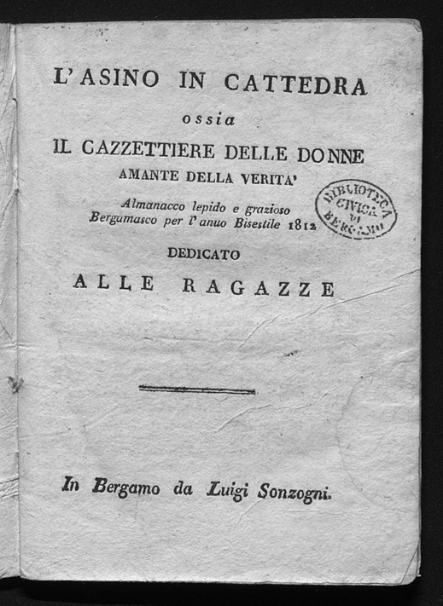 L'ASINO IN CATTEDRA
ossia
IL GAZZETTIERE DELLE DONNE
AMANTE DELLA VERITA'
Almanacco lepido e grazioso
Bergamasco per l'anuo Bisestile 1812
DEDICATO
ALLE RAGAZZE
BIBLIOTECA
CIVICA
DI
BERGAMO
In Bergamo da Luigi Sonzogni.